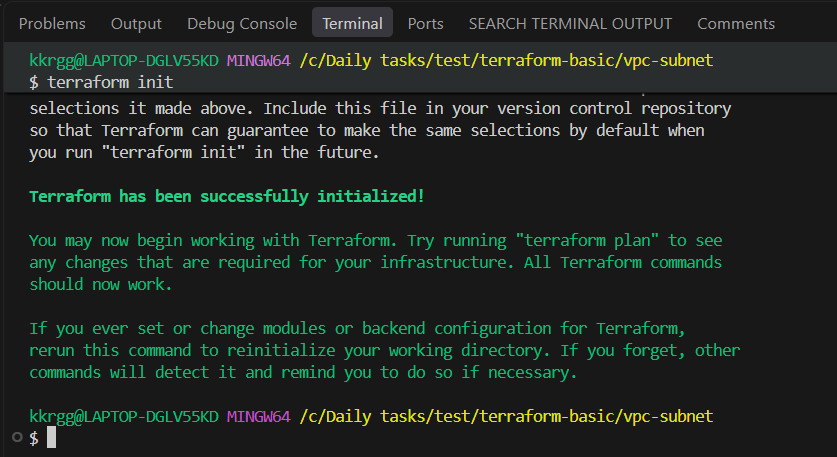 Problems Output Debug Console Terminal Ports SEARCH TERMINAL OUTPUT Comments
kkrgg@LAPTOP-DGLV55KD MINGW64 /c/Daily tasks/test/terraform-basic/vpc-subnet
$ terraform init
selections it made above. Include this file in your version control repository
so that Terraform can guarantee to make the same selections by default when
you run "terraform init" in the future.
Terraform has been successfully initialized!
You may now begin working with Terraform. Try running "terraform plan" to see
any changes that are required for your infrastructure. All Terraform commands
should now work.
If you ever set or change modules or backend configuration for Terraform,
rerun this command to reinitialize your working directory. If you forget, other
commands will detect it and remind you to do so if necessary.
kkrgg@LAPTOP-DGLV55KD MINGW64 /c/Daily tasks/test/terraform-basic/vpc-subnet
$